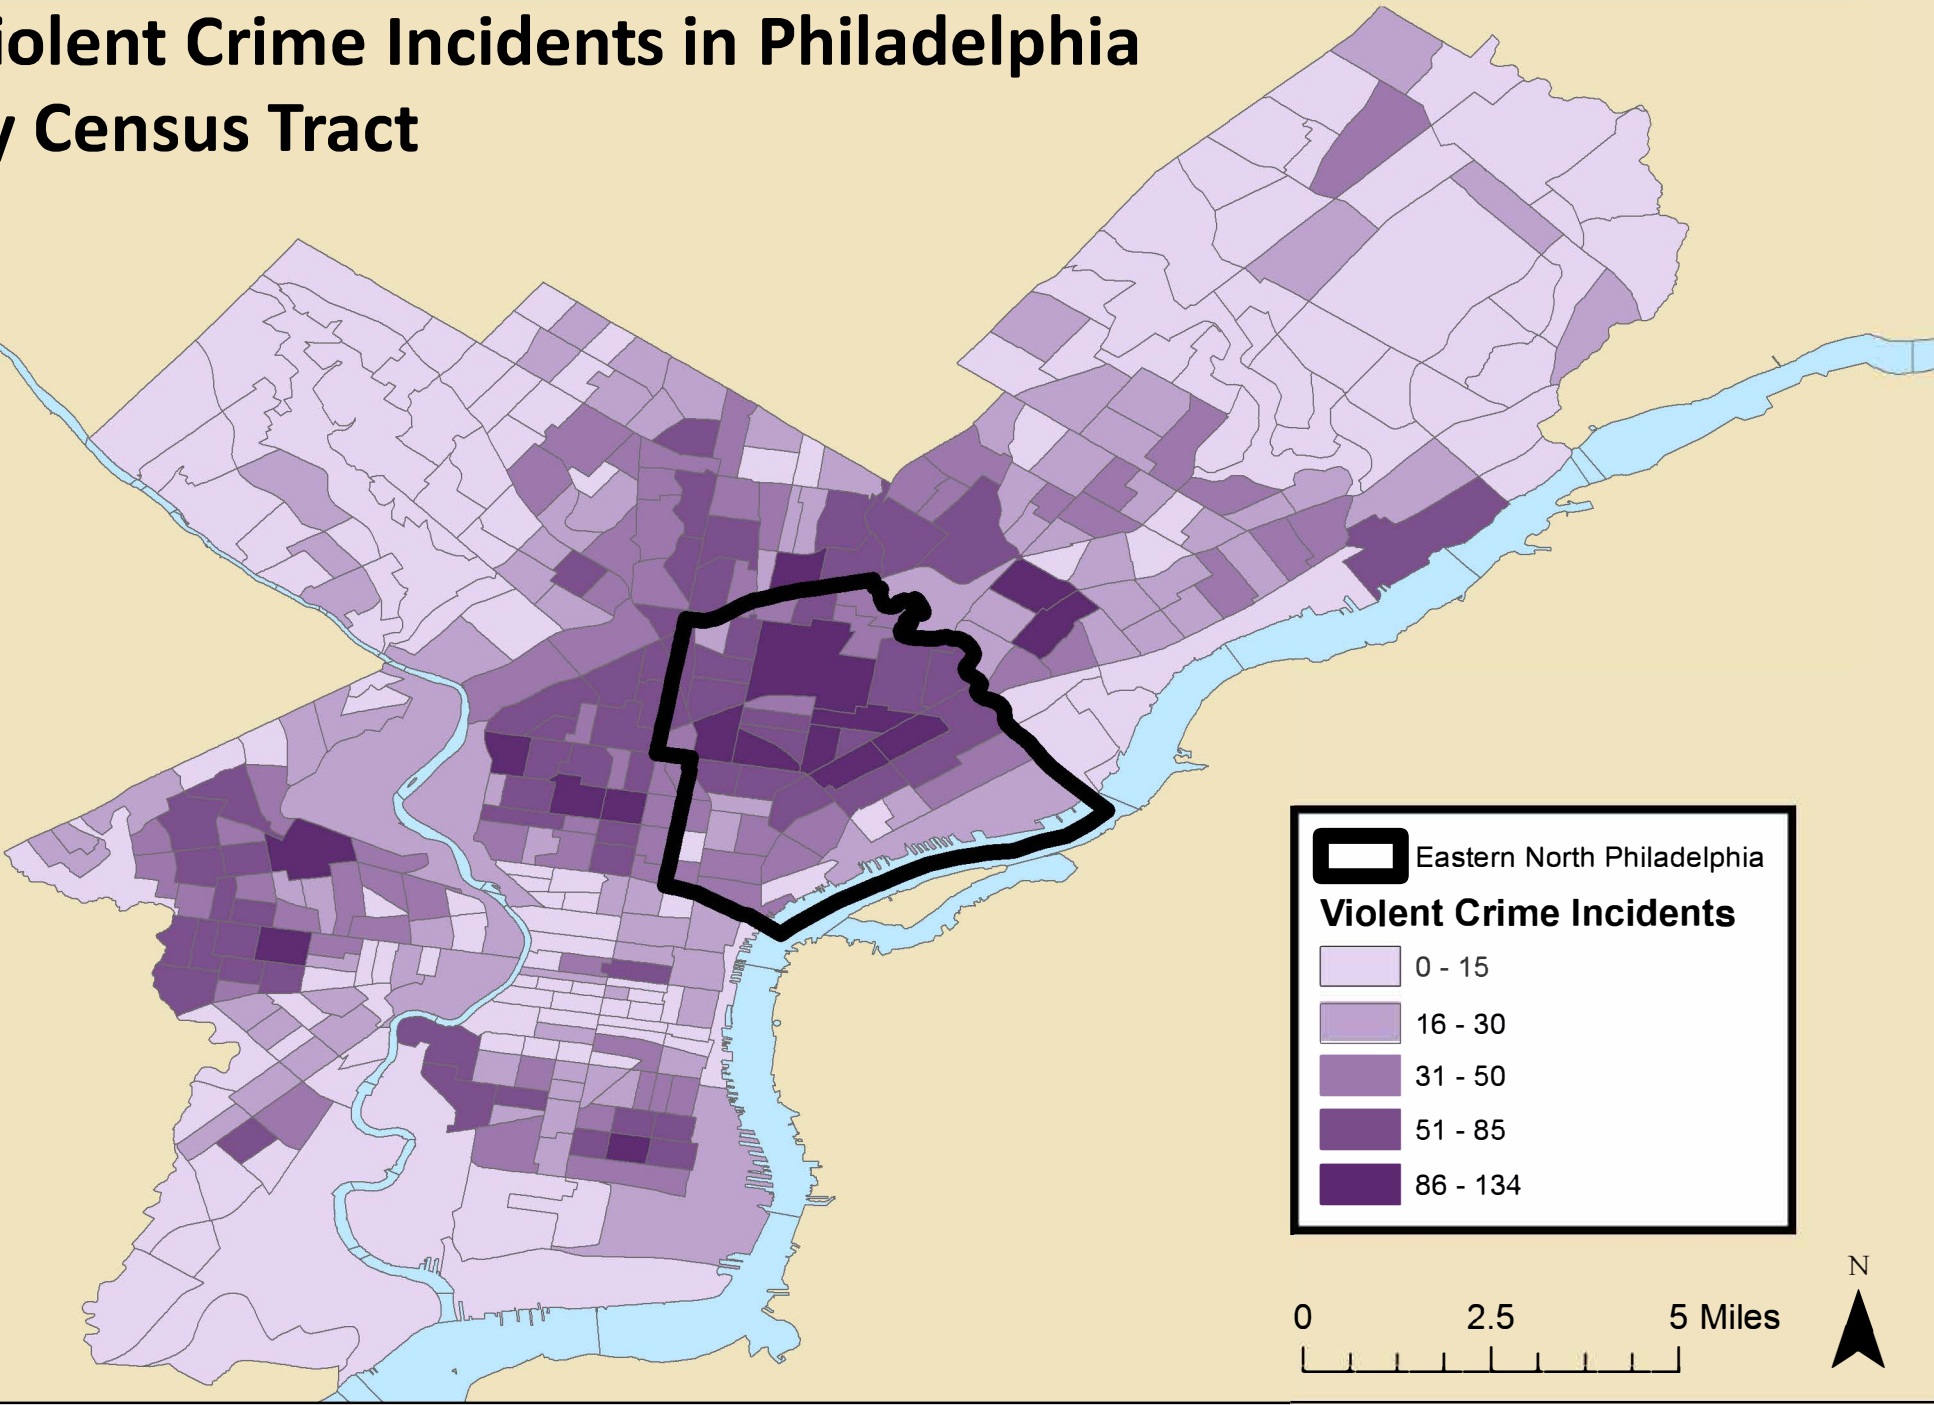 iolent Crime Incidents in Philadelphia
y Census Tract
Eastern North Philadelphia
Violent Crime Incidents
0 - 15
16 - 30
31 - 50
51 - 85
86 - 134
N
0 2.5 5 Miles